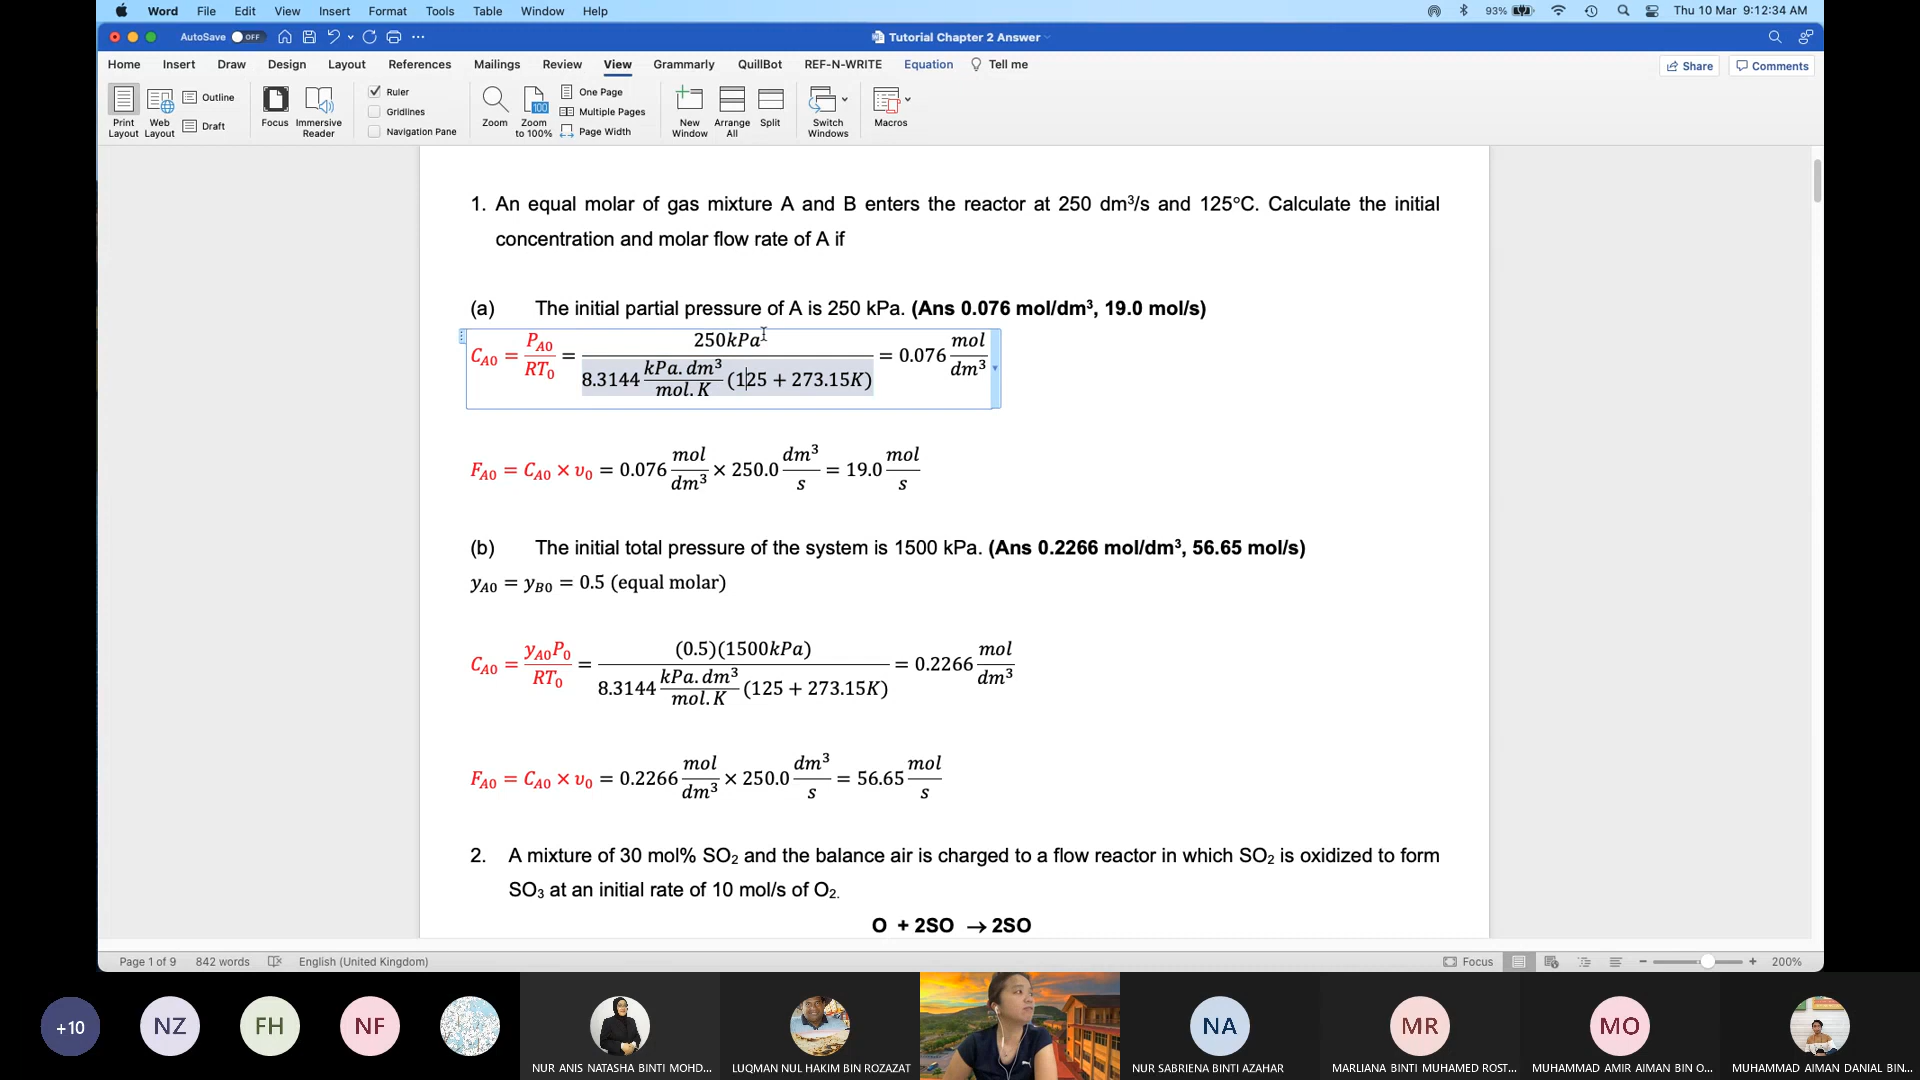 Word File Edit View Insert Format Tools Table Window Help 93% Thu 10 Mar 9:12:34 AM
AutoSave OFF Tutorial Chapter 2 Answer
Home Insert Draw Design Layout References Mailings Review View Grammarly QuillBot REF-N-WRITE Equation Tell me Share Comments
Print Layout Web Layout Outline Draft Focus Immersive Reader Ruler Gridlines Navigation Pane Zoom Zoom to 100% 100 One Page Multiple Pages Page Width New Window Arrange All Split Switch Windows Macros
1. An equal molar of gas mixture A and B enters the reactor at 250 dm³/s and 125°C. Calculate the initial
concentration and molar flow rate of A if
(a) The initial partial pressure of A is 250 kPa. (Ans 0.076 mol/dm³, 19.0 mol/s)
C_A0 = P_A0 / RT_0 = 250kPa / 8.3144 kPa.dm³/mol.K (125 + 273.15K) = 0.076 mol/dm³
F_A0 = C_A0 × υ_0 = 0.076 mol/dm³ × 250.0 dm³/s = 19.0 mol/s
(b) The initial total pressure of the system is 1500 kPa. (Ans 0.2266 mol/dm³, 56.65 mol/s)
y_A0 = y_B0 = 0.5 (equal molar)
C_A0 = y_A0 P_0 / RT_0 = (0.5)(1500kPa) / 8.3144 kPa.dm³/mol.K (125 + 273.15K) = 0.2266 mol/dm³
F_A0 = C_A0 × υ_0 = 0.2266 mol/dm³ × 250.0 dm³/s = 56.65 mol/s
2. A mixture of 30 mol% SO₂ and the balance air is charged to a flow reactor in which SO₂ is oxidized to form
SO₃ at an initial rate of 10 mol/s of O₂.
O + 2SO → 2SO
Page 1 of 9 842 words English (United Kingdom) Focus − + 200%
+10 NZ FH NF NA MR MO
NUR ANIS NATASHA BINTI MOHD... LUQMAN NUL HAKIM BIN ROZAZAT NUR SABRIENA BINTI AZAHAR MARLIANA BINTI MUHAMED ROST... MUHAMMAD AMIR AIMAN BIN O... MUHAMMAD AIMAN DANIAL BIN...